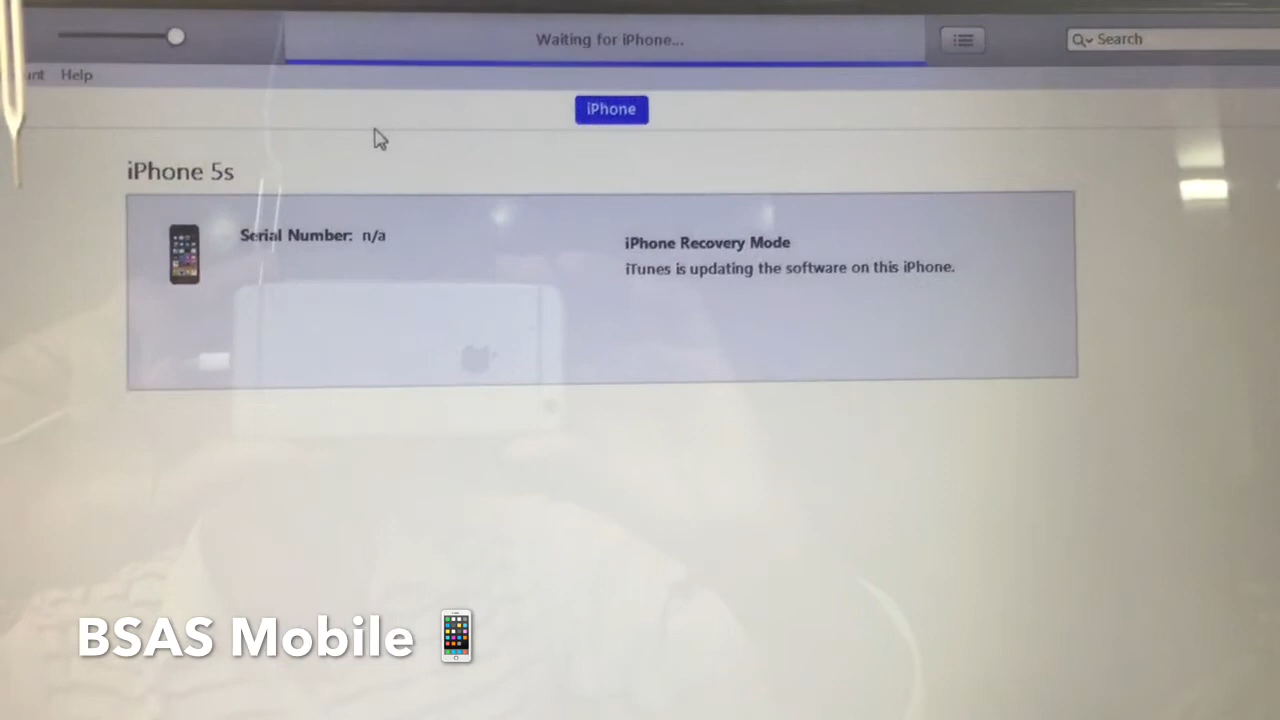 Waiting for iPhone...
Search
Help
iPhone
iPhone 5s
Serial Number: n/a
iPhone Recovery Mode
iTunes is updating the software on this iPhone.
BSAS Mobile 📱